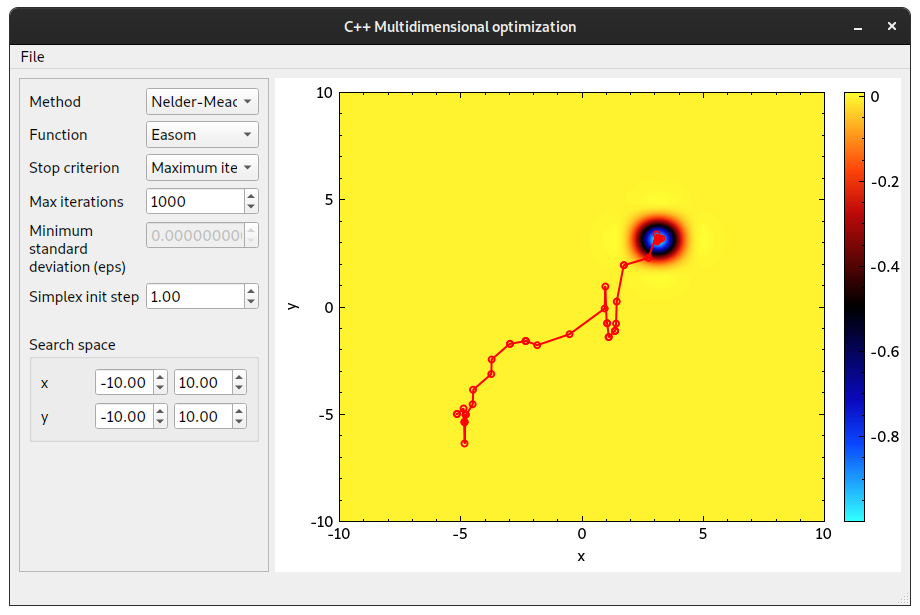 C++ Multidimensional optimization
File
Method Nelder-Meac
Function Easom
Stop criterion Maximum ite
Max iterations 1000
Minimum
standard
deviation (eps)
0.000000000
Simplex init step 1.00
Search space
x -10.00 10.00
y -10.00 10.00
10
5
0
-5
-10
y
-10 -5 0 5 10
x
0
-0.2
-0.4
-0.6
-0.8